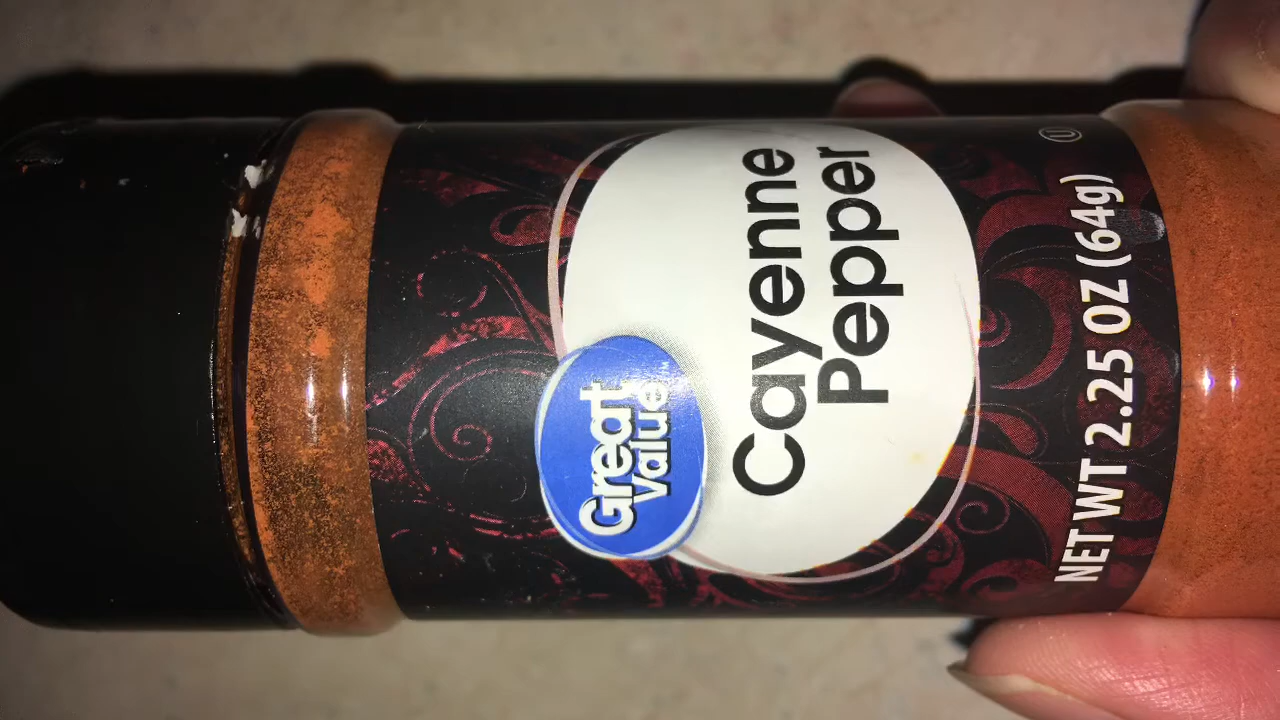 Great
Value
Cayenne
Pepper
NET WT 2.25 OZ (64g)
U